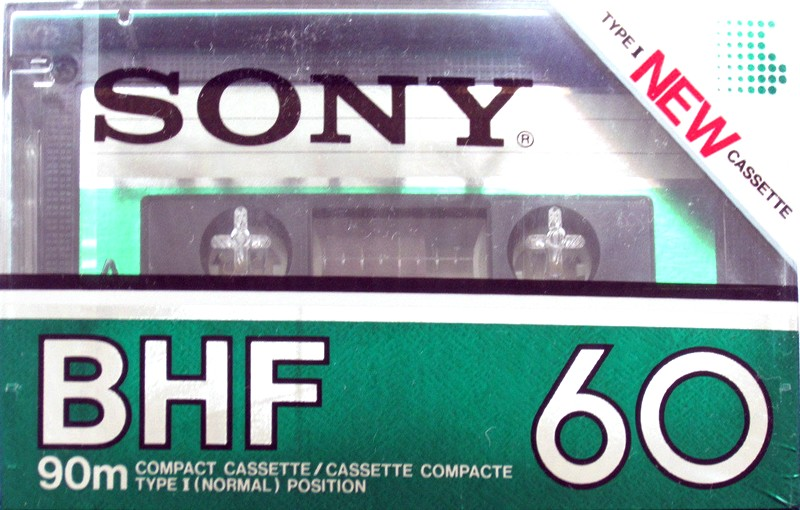 SONY®
TYPE I NEW CASSETTE
A
BHF 60
90m COMPACT CASSETTE/CASSETTE COMPACTE
TYPE I (NORMAL) POSITION